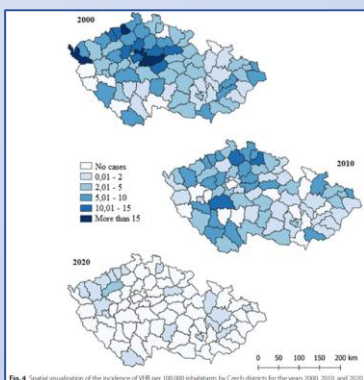 2000
2010
No cases
0,01 - 2
2,01 - 5
5,01 - 10
10,01 - 15
More than 15
2020
0 50 100 150 200 km
Fig. 4 Spatial visualization of the incidence of VHB per 100 000 inhabitants by Czech districts for the years 2000, 2010, and 2020